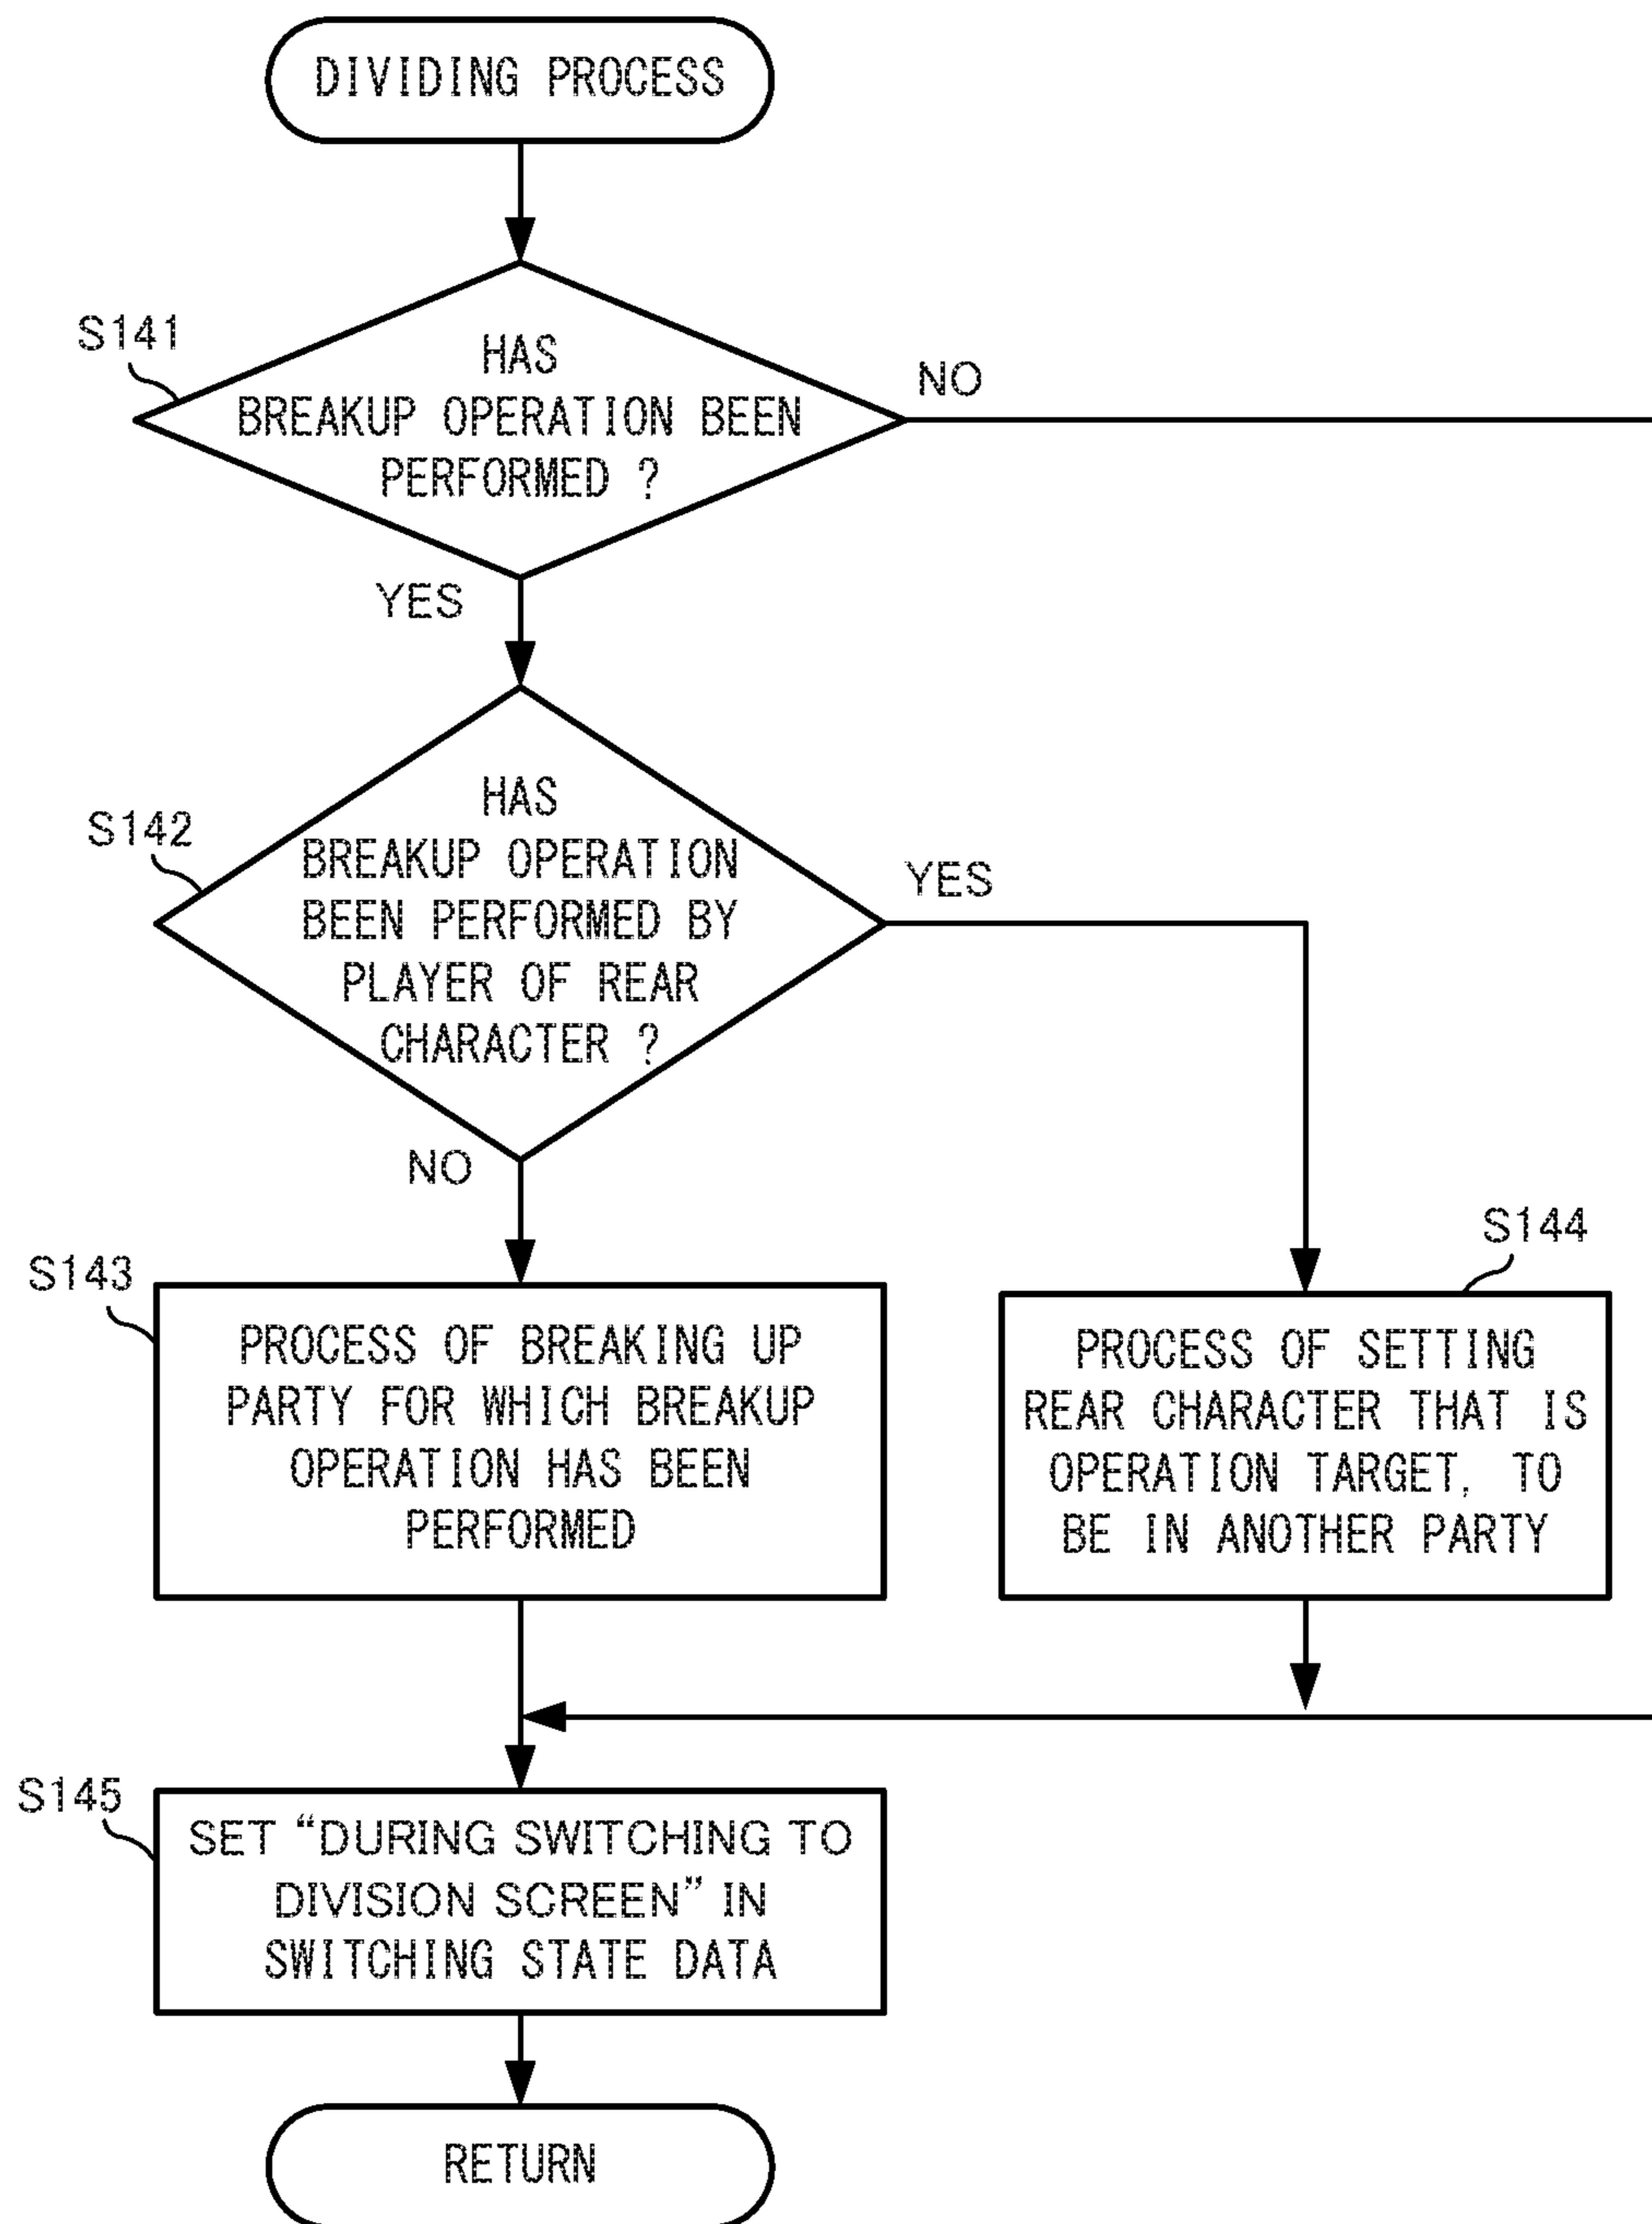 DIVIDING PROCESS
S141
HAS
BREAKUP OPERATION BEEN
PERFORMED ?
NO
YES
S142
HAS
BREAKUP OPERATION
BEEN PERFORMED BY
PLAYER OF REAR
CHARACTER ?
YES
NO
S143
PROCESS OF BREAKING UP
PARTY FOR WHICH BREAKUP
OPERATION HAS BEEN
PERFORMED
S144
PROCESS OF SETTING
REAR CHARACTER THAT IS
OPERATION TARGET, TO
BE IN ANOTHER PARTY
S145
SET “DURING SWITCHING TO
DIVISION SCREEN” IN
SWITCHING STATE DATA
RETURN